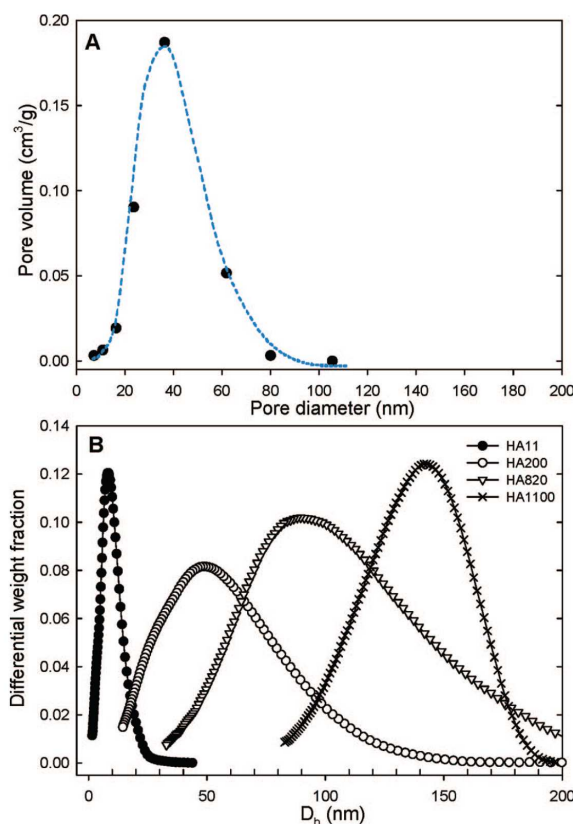 A
Pore volume (cm³/g)
0.20
0.15
0.10
0.05
0.00
0 20 40 60 80 100 120 140 160 180 200
Pore diameter (nm)
B
Differential weight fraction
0.14
0.12
0.10
0.08
0.06
0.04
0.02
0.00
HA11
HA200
HA820
HA1100
0 50 100 150 200
Dh (nm)